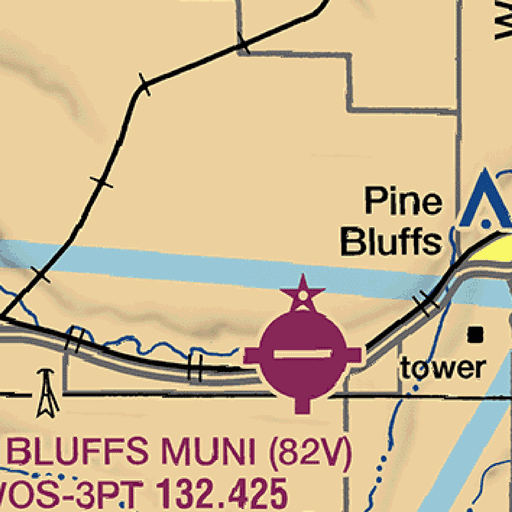 Pine
Bluffs
tower
BLUFFS MUNI (82V)
WOS-3PT 132.425